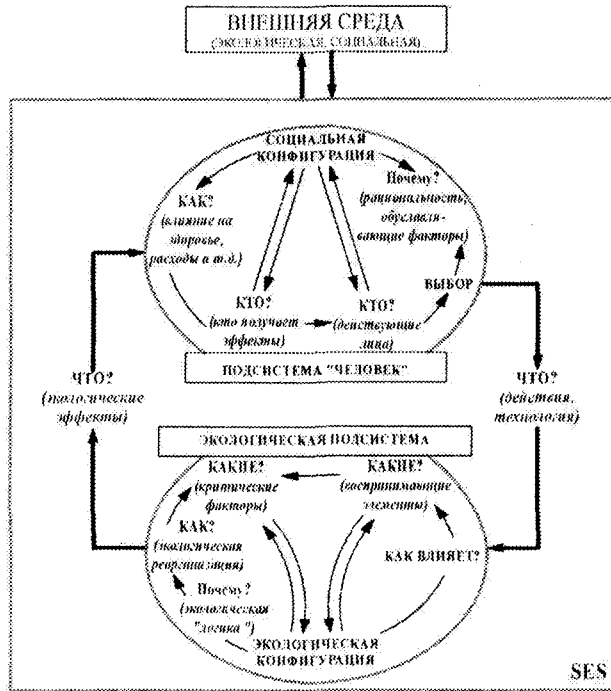 ВНЕШНЯЯ СРЕДА
(ЭКОЛОГИЧЕСКАЯ, СОЦИАЛЬНАЯ)
СОЦИАЛЬНАЯ
КОНФИГУРАЦИЯ
КАК?
(влияние на
здоровье,
расходы и т.д.)
Почему?
(рациональность,
обуславли-
вающие факторы)
ВЫБОР
КТО?
(кто получает
эффекты)
КТО?
(действующие
лица)
ПОДСИСТЕМА "ЧЕЛОВЕК"
ЧТО?
(экологические
эффекты)
ЧТО?
(действия,
технология)
ЭКОЛОГИЧЕСКАЯ ПОДСИСТЕМА
КАКИЕ?
(критические
факторы)
КАКИЕ?
(воспринимающие
элементы)
КАК?
(экологическая
реорганизация)
КАК ВЛИЯЕТ?
Почему?
(экологическая
"логика")
ЭКОЛОГИЧЕСКАЯ
КОНФИГУРАЦИЯ
SES